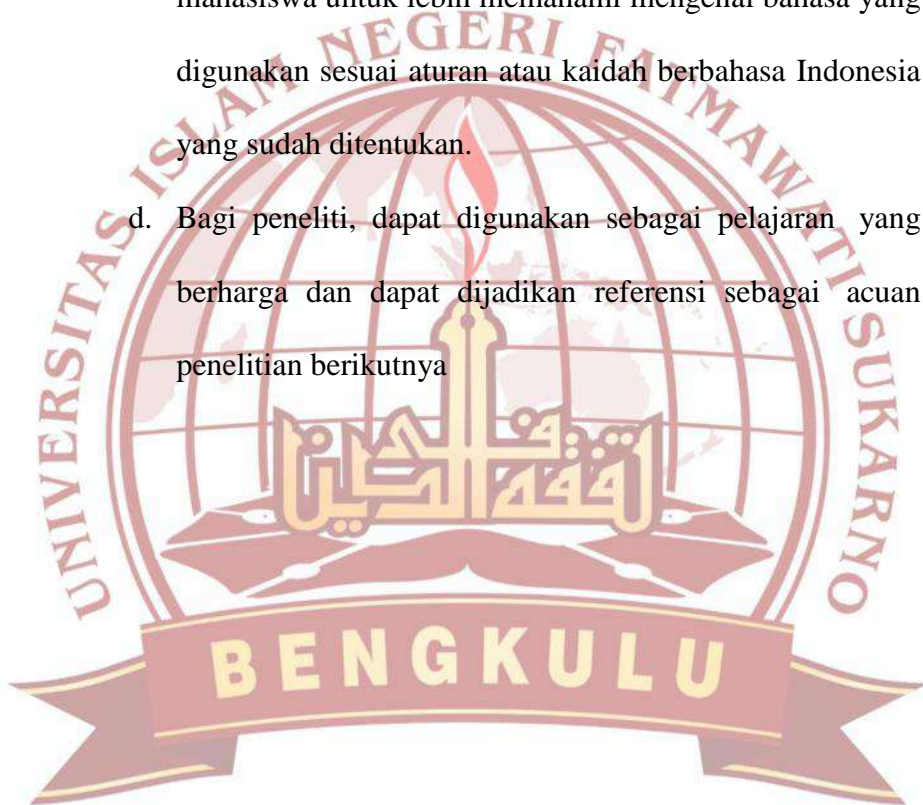 mahasiswa untuk lebih memahami mengenai bahasa yang
digunakan sesuai aturan atau kaidah berbahasa Indonesia
yang sudah ditentukan.
d. Bagi peneliti, dapat digunakan sebagai pelajaran yang
berharga dan dapat dijadikan referensi sebagai acuan
penelitian berikutnya
UNIVERSITAS ISLAM NEGERI FATMAWATI SUKARNO
BENGKULU